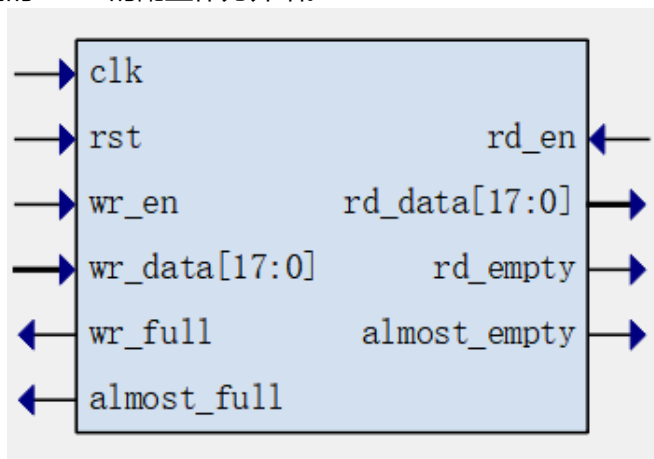 clk
rst
rd_en
wr_en
rd_data[17:0]
wr_data[17:0]
rd_empty
wr_full
almost_empty
almost_full